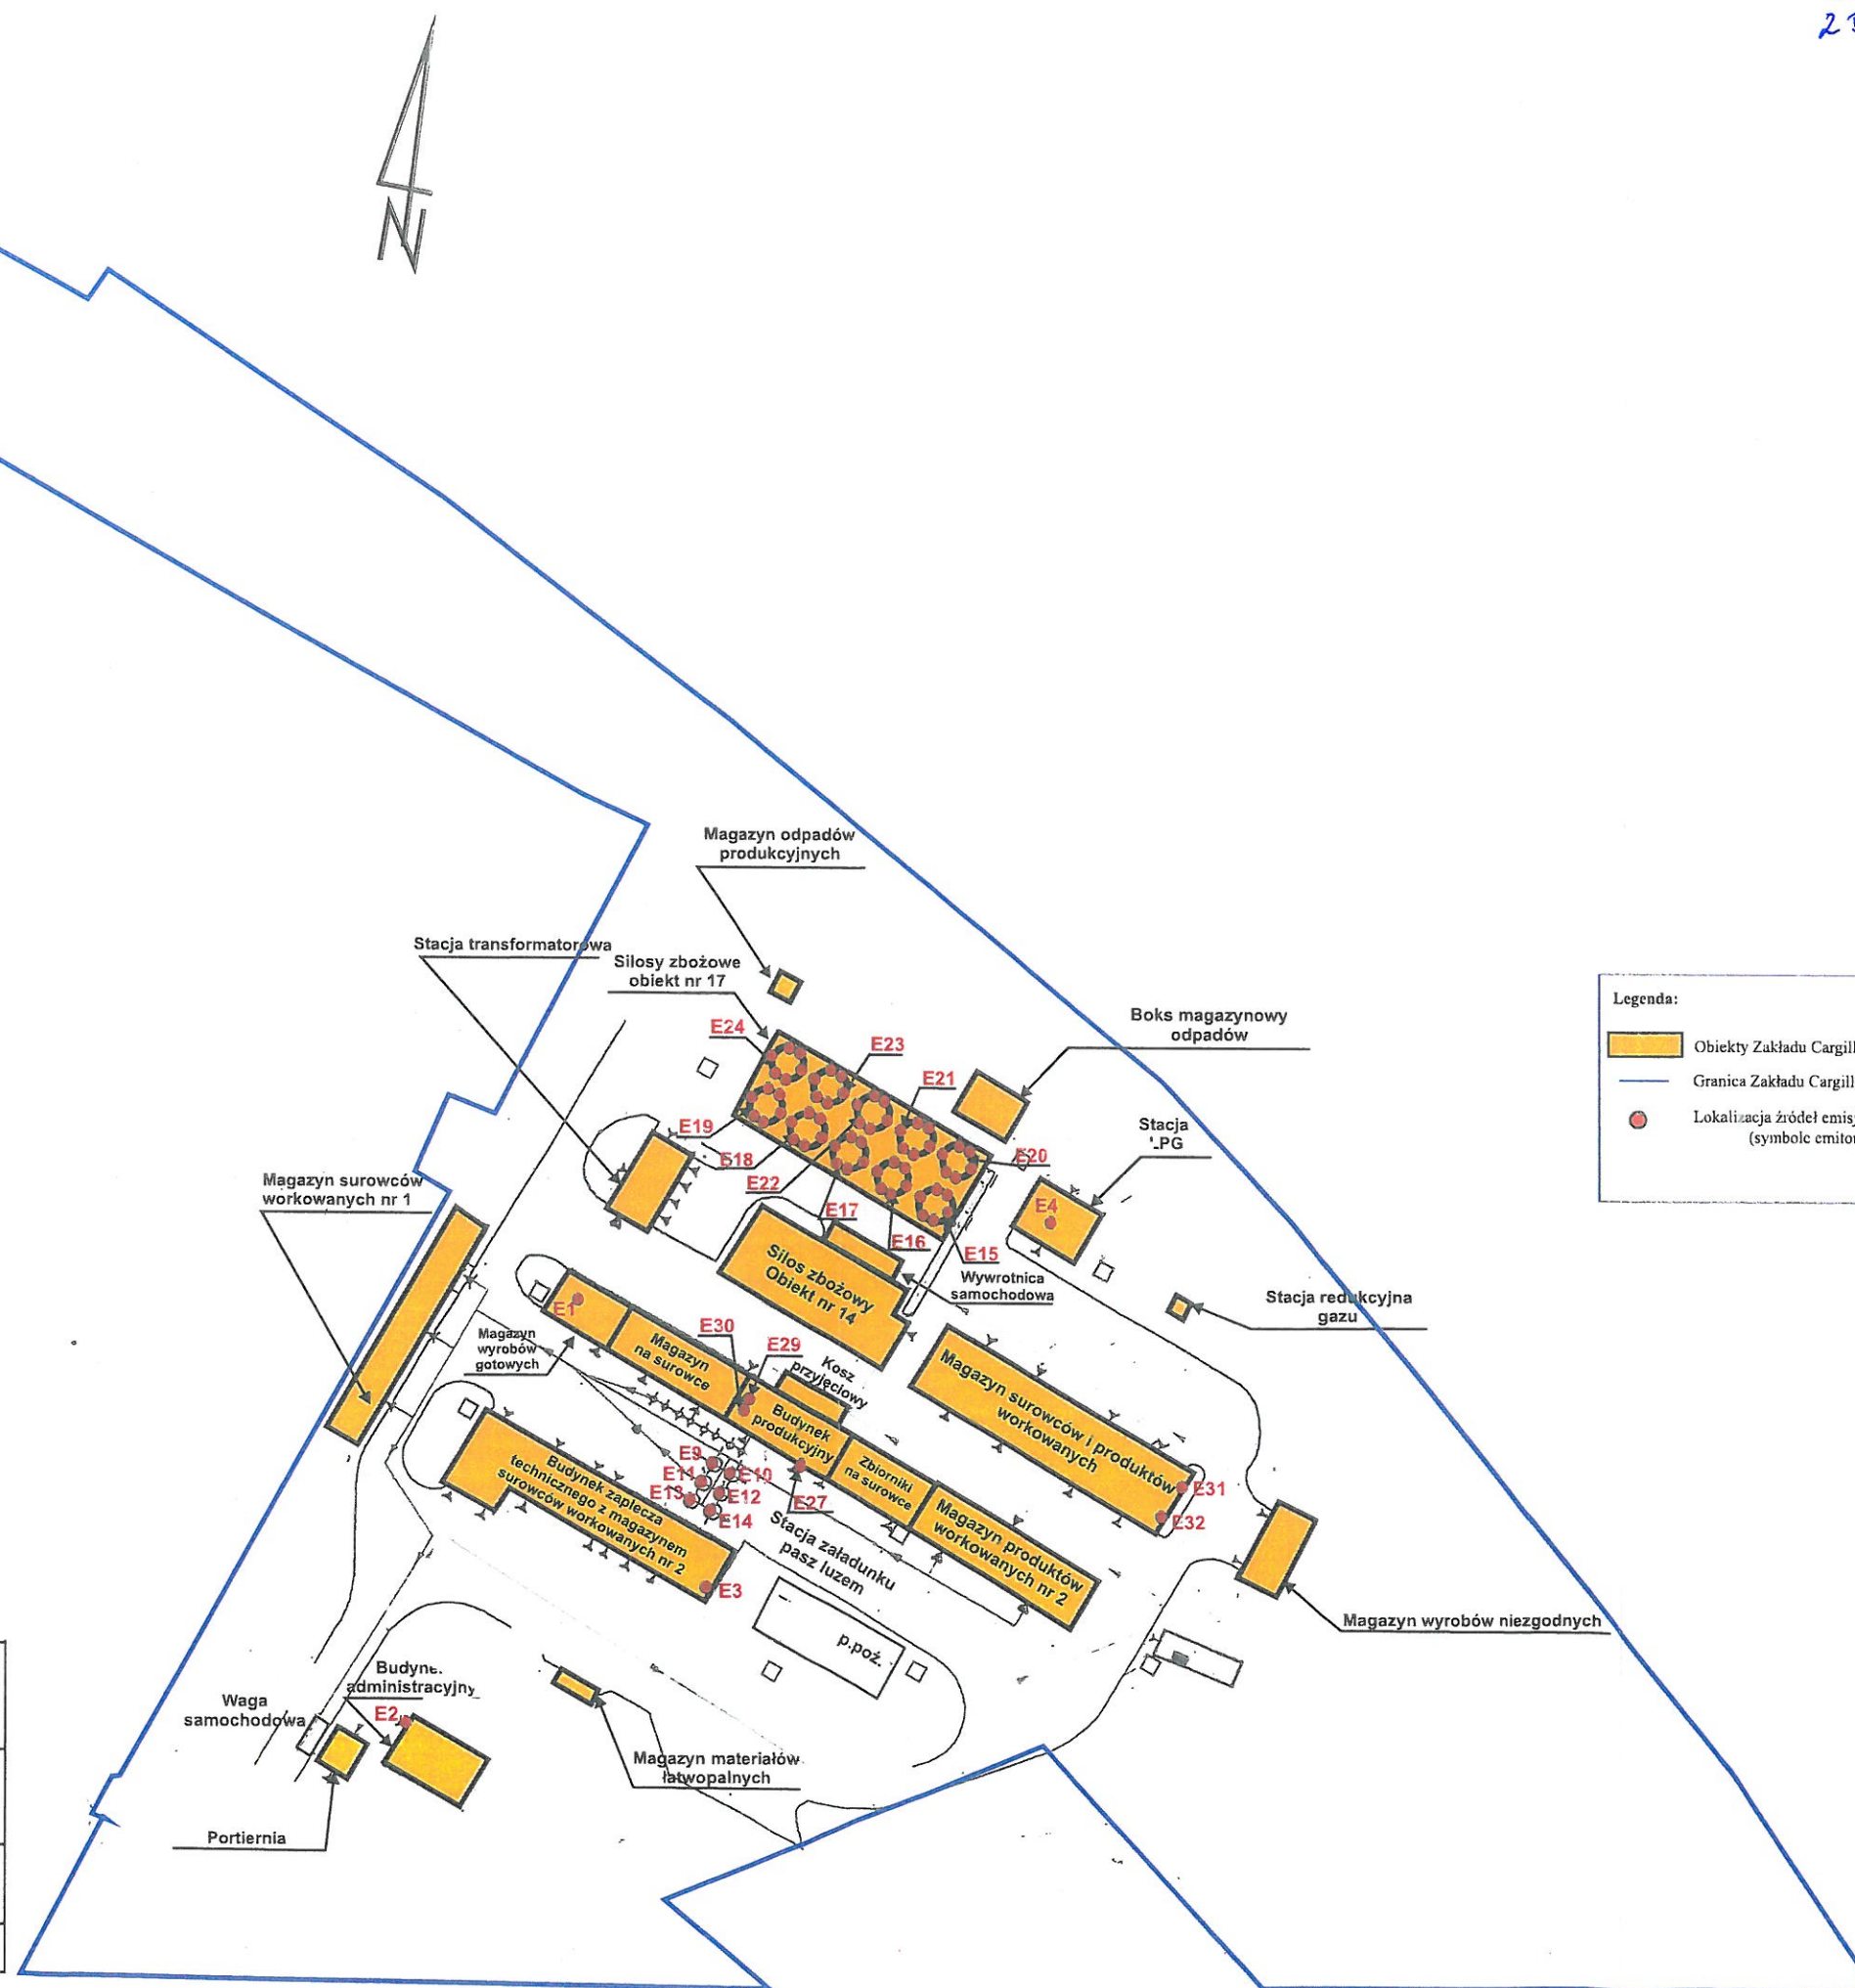 N
Magazyn odpadów
produkcyjnych
Stacja transformatorowa
Silosy zbożowe
obiekt nr 17
Boks magazynowy
odpadów
E24
E23
E21
E19
E18
E22
E20
E17
E16
E15
Stacja
E4
Magazyn surowców
workowanych nr 1
Silos zbożowy
Obiekt nr 14
Wywrotnica
samochodowa
Stacja redukcyjna
gazu
E1
Magazyn
wyrobów
gotowych
Magazyn
na surowce
E30
E29
Kosz
przyjęciowy
Budynek
produkcyjny
Zbiorniki
na surowce
Magazyn produktów
workowanych nr 2
Magazyn surowców i produktów
workowanych
E31
E32
E9
E10
E11
E12
E13
E14
E27
Budynek zaplecza
technicznego z magazynem
surowców workowanych nr 2
E3
Stacja załadunku
pasz luzem
p.poż.
Magazyn wyrobów niezgodnych
administracyjny
Waga
samochodowa
E2
Magazyn materiałów
łatwopalnych
Portiernia
Legenda:
Obiekty Zakładu Cargill
Granica Zakładu Cargill
Lokalizacja źródeł
(symbole